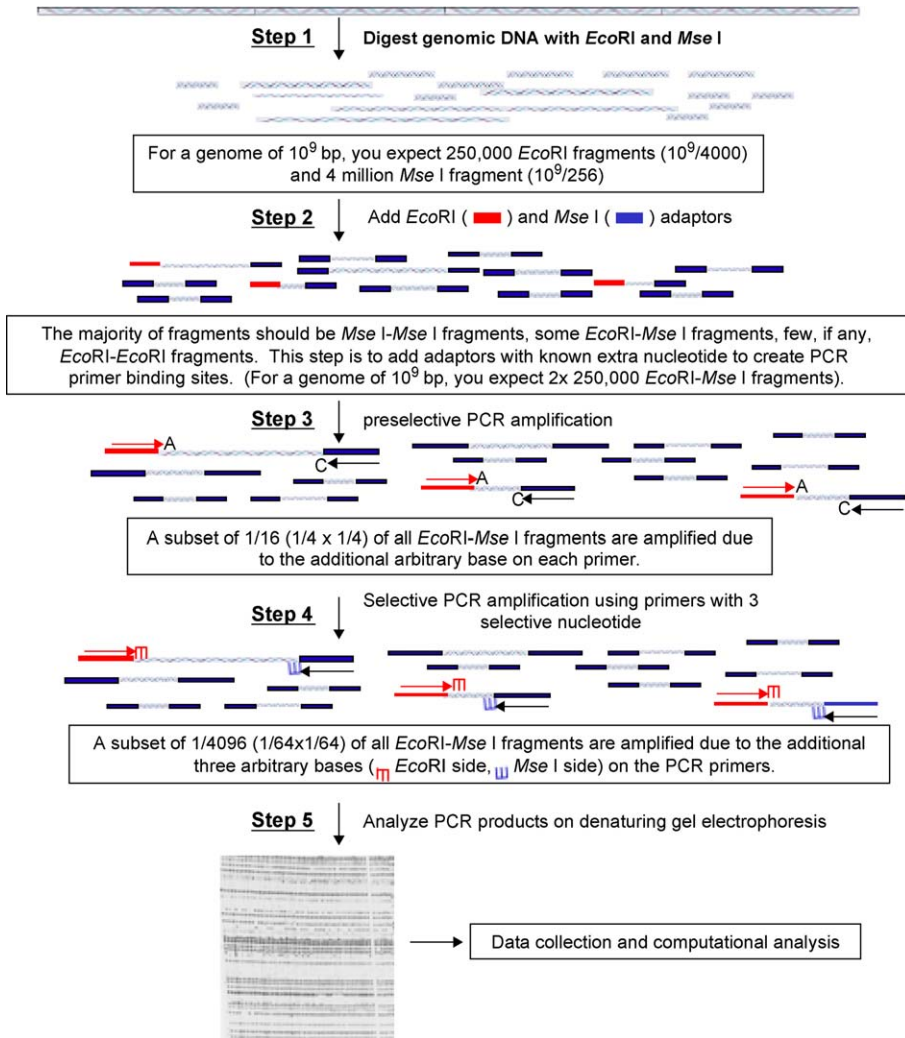 Step 1 Digest genomic DNA with EcoRI and Mse I
For a genome of 10⁹ bp, you expect 250,000 EcoRI fragments (10⁹/4000)
and 4 million Mse I fragment (10⁹/256)
Step 2 Add EcoRI ( ) and Mse I ( ) adaptors
The majority of fragments should be Mse I-Mse I fragments, some EcoRI-Mse I fragments, few, if any,
EcoRI-EcoRI fragments. This step is to add adaptors with known extra nucleotide to create PCR
primer binding sites. (For a genome of 10⁹ bp, you expect 2x 250,000 EcoRI-Mse I fragments).
Step 3 preselective PCR amplification
A
C
A
C
A
C
A subset of 1/16 (1/4 x 1/4) of all EcoRI-Mse I fragments are amplified due
to the additional arbitrary base on each primer.
Step 4 Selective PCR amplification using primers with 3
selective nucleotide
A subset of 1/4096 (1/64x1/64) of all EcoRI-Mse I fragments are amplified due to the additional
three arbitrary bases ( EcoRI side, Mse I side) on the PCR primers.
Step 5 Analyze PCR products on denaturing gel electrophoresis
Data collection and computational analysis